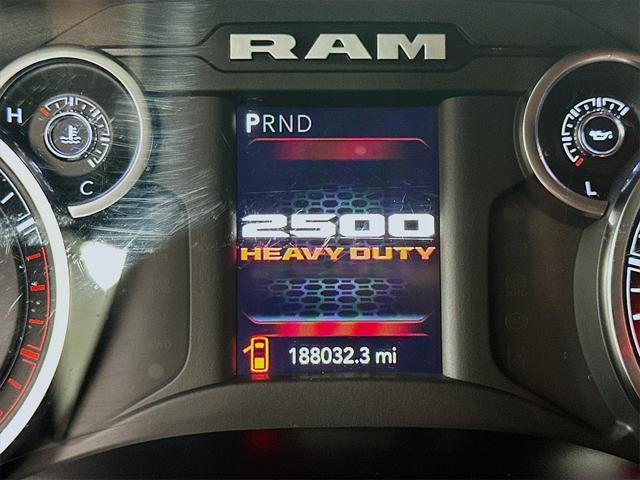 RAM
H
PRND
C
L
2500
HEAVY DUTY
188032.3 mi